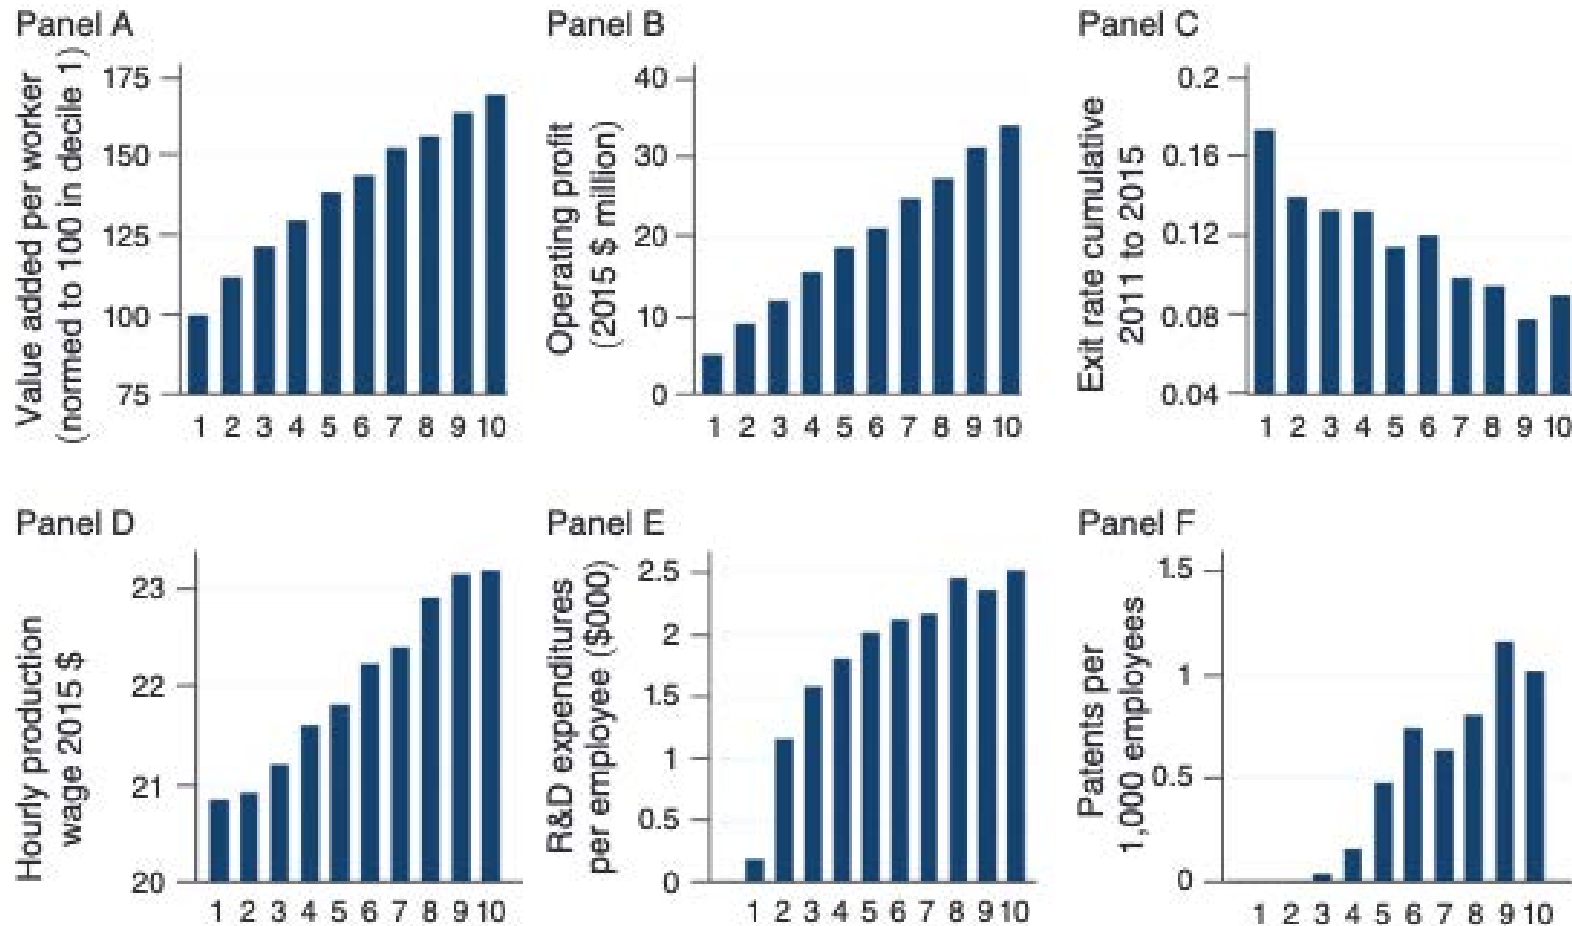 Panel A
Value added per worker
(normed to 100 in decile 1)
175
150
125
100
75
1 2 3 4 5 6 7 8 9 10
Panel B
Operating profit
(2015 $ million)
40
30
20
10
0
1 2 3 4 5 6 7 8 9 10
Panel C
Exit rate cumulative
2011 to 2015
0.2
0.16
0.12
0.08
0.04
1 2 3 4 5 6 7 8 9 10
Panel D
Hourly production
wage 2015 $
23
22
21
20
1 2 3 4 5 6 7 8 9 10
Panel E
R&D expenditures
per employee ($000)
2.5
2
1.5
1
0.5
0
1 2 3 4 5 6 7 8 9 10
Panel F
Patents per
1,000 employees
1.5
1
0.5
0
1 2 3 4 5 6 7 8 9 10